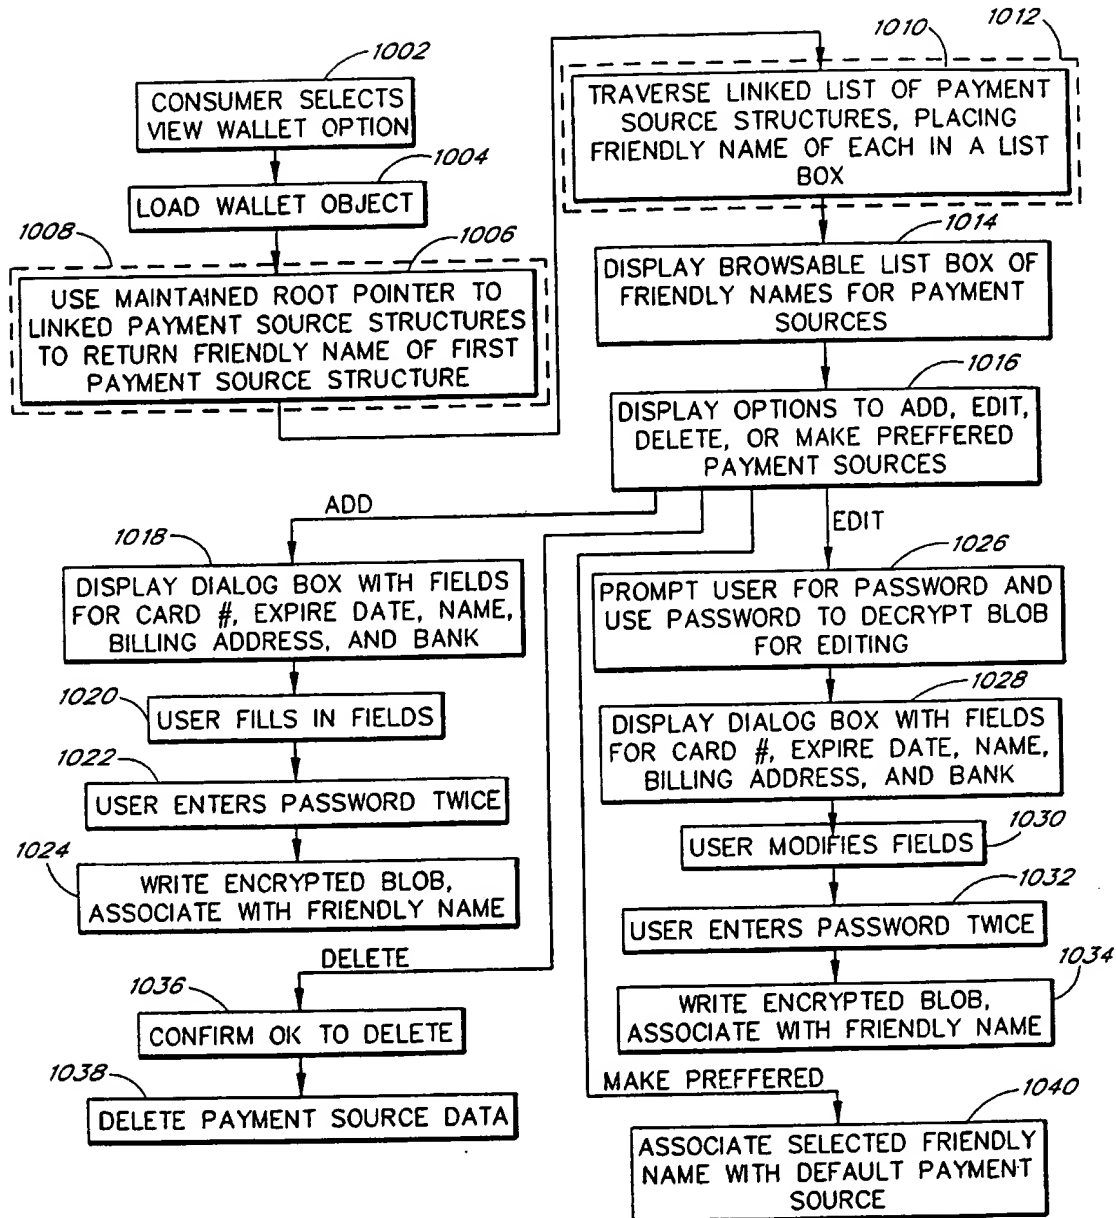 1002
CONSUMER SELECTS
VIEW WALLET OPTION
1004
LOAD WALLET OBJECT
1008
1006
USE MAINTAINED ROOT POINTER TO
LINKED PAYMENT SOURCE STRUCTURES
TO RETURN FRIENDLY NAME OF FIRST
PAYMENT SOURCE STRUCTURE
1010
1012
TRAVERSE LINKED LIST OF PAYMENT
SOURCE STRUCTURES, PLACING
FRIENDLY NAME OF EACH IN A LIST
BOX
1014
DISPLAY BROWSABLE LIST BOX OF
FRIENDLY NAMES FOR PAYMENT
SOURCES
1016
DISPLAY OPTIONS TO ADD, EDIT,
DELETE, OR MAKE PREFFERED
PAYMENT SOURCES
ADD
1018
DISPLAY DIALOG BOX WITH FIELDS
FOR CARD #, EXPIRE DATE, NAME,
BILLING ADDRESS, AND BANK
1020
USER FILLS IN FIELDS
1022
USER ENTERS PASSWORD TWICE
1024
WRITE ENCRYPTED BLOB,
ASSOCIATE WITH FRIENDLY NAME
EDIT
1026
PROMPT USER FOR PASSWORD AND
USE PASSWORD TO DECRYPT BLOB
FOR EDITING
1028
DISPLAY DIALOG BOX WITH FIELDS
FOR CARD #, EXPIRE DATE, NAME,
BILLING ADDRESS, AND BANK
1030
USER MODIFIES FIELDS
1032
USER ENTERS PASSWORD TWICE
1034
WRITE ENCRYPTED BLOB,
ASSOCIATE WITH FRIENDLY NAME
DELETE
1036
CONFIRM OK TO DELETE
1038
DELETE PAYMENT SOURCE DATA
MAKE PREFFERED
1040
ASSOCIATE SELECTED FRIENDLY
NAME WITH DEFAULT PAYMENT
SOURCE